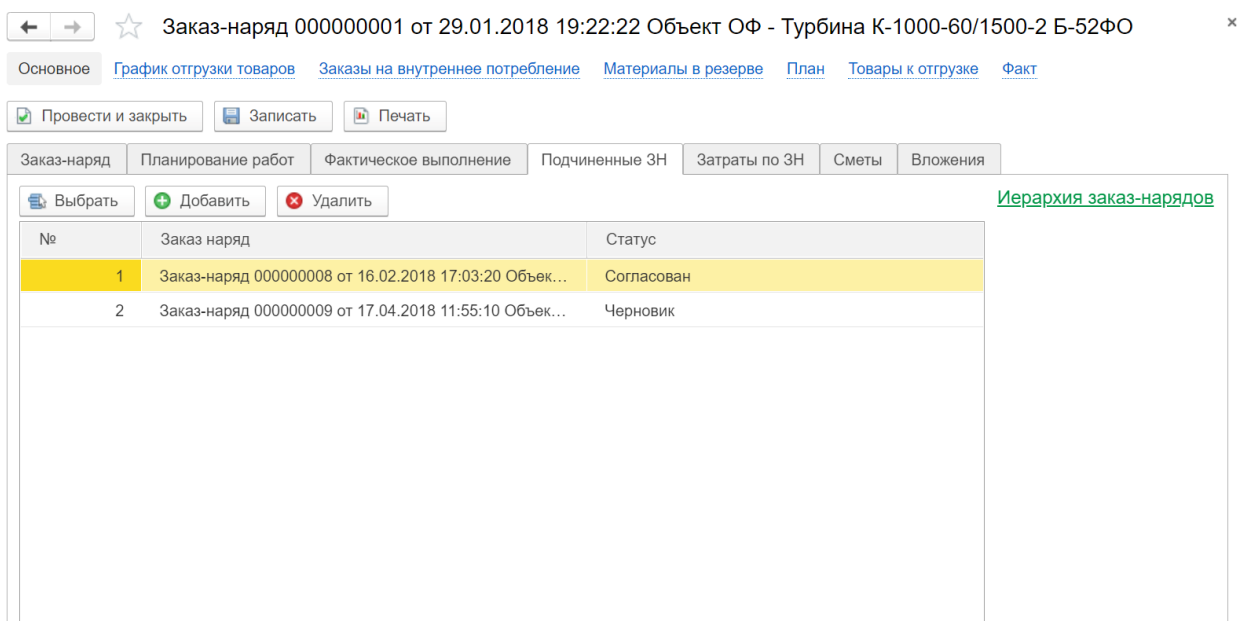 Заказ-наряд 000000001 от 29.01.2018 19:22:22 Объект ОФ - Турбина К-1000-60/1500-2 Б-52ФО
Основное График отгрузки товаров Заказы на внутреннее потребление Материалы в резерве План Товары к отгрузке Факт
Провести и закрыть Записать Печать
Заказ-наряд Планирование работ Фактическое выполнение Подчиненные ЗН Затраты по ЗН Сметы Вложения
Выбрать Добавить Удалить Иерархия заказ-нарядов
№ Заказ наряд Статус
1 Заказ-наряд 000000008 от 16.02.2018 17:03:20 Объек... Согласован
2 Заказ-наряд 000000009 от 17.04.2018 11:55:10 Объек... Черновик